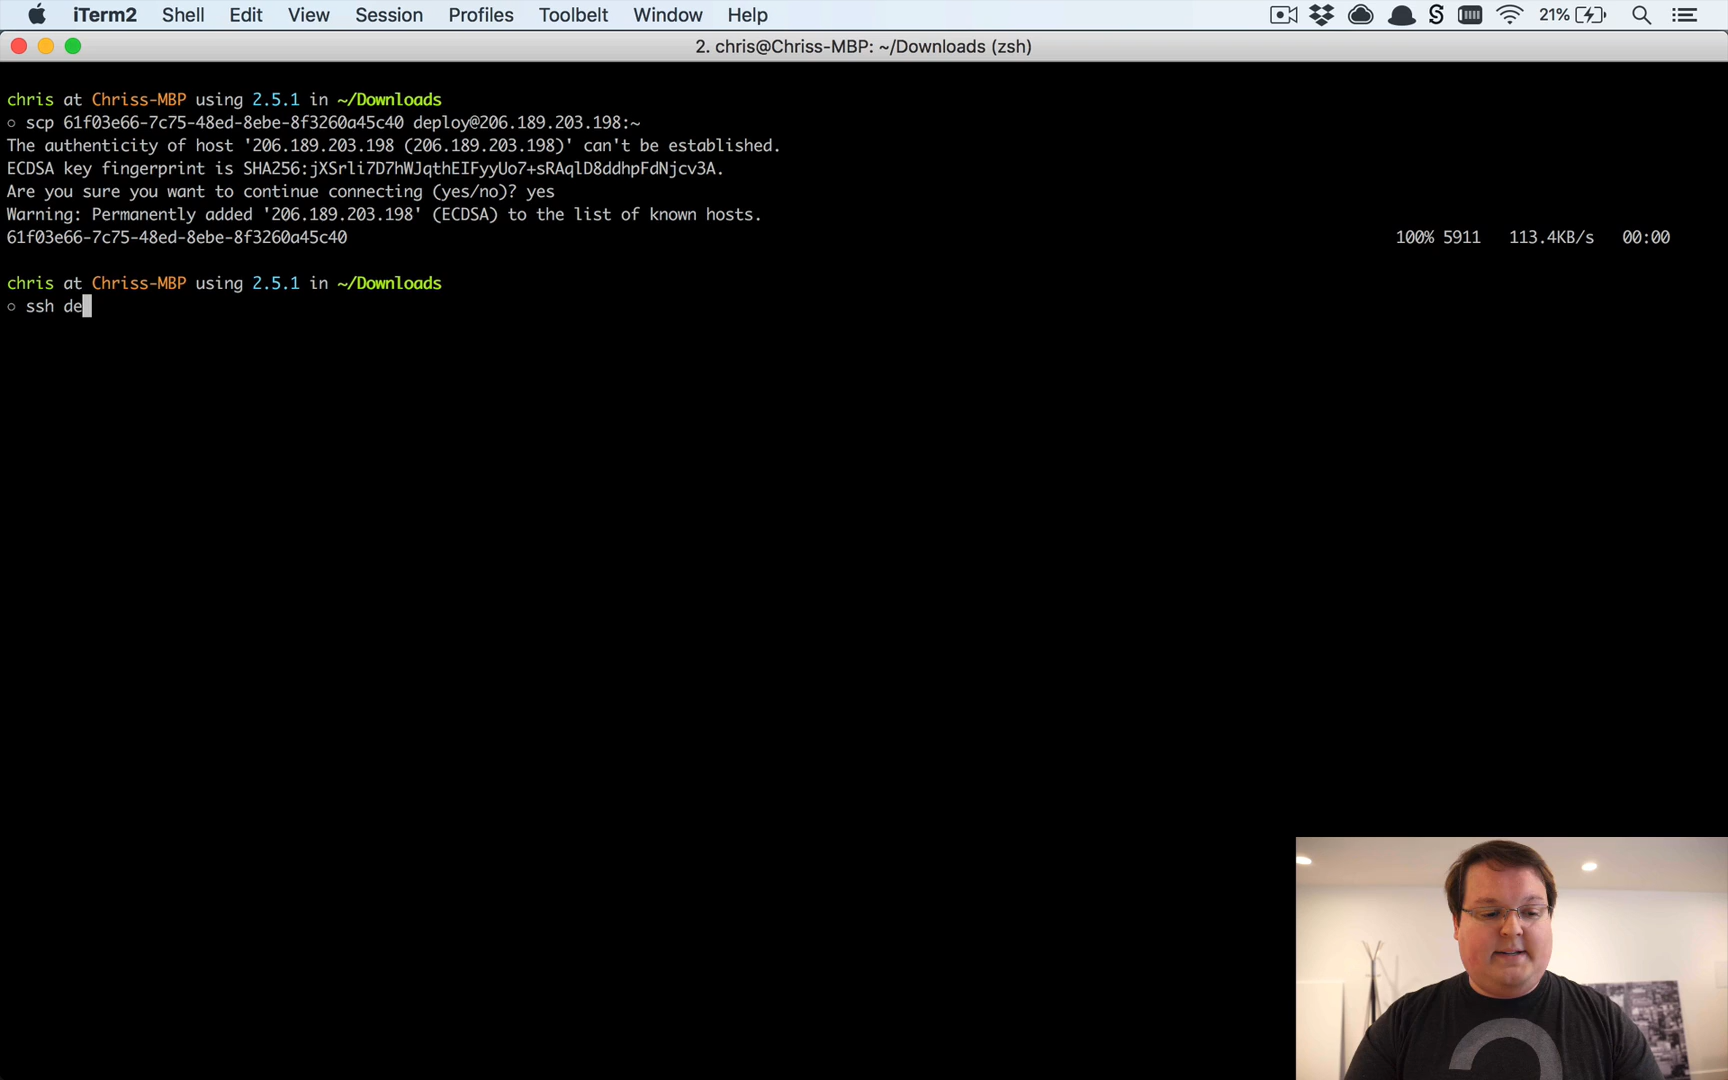 iTerm2 Shell Edit View Session Profiles Toolbelt Window Help 21%
2. chris@Chriss-MBP: ~/Downloads (zsh)
chris at Chriss-MBP using 2.5.1 in ~/Downloads
○ scp 61f03e66-7c75-48ed-8ebe-8f3260a45c40 deploy@206.189.203.198:~
The authenticity of host '206.189.203.198 (206.189.203.198)' can't be established.
ECDSA key fingerprint is SHA256:jXSrli7D7hWJqthEIFyyUo7+sRAqlD8ddhpFdNjcv3A.
Are you sure you want to continue connecting (yes/no)? yes
Warning: Permanently added '206.189.203.198' (ECDSA) to the list of known hosts.
61f03e66-7c75-48ed-8ebe-8f3260a45c40 100% 5911 113.4KB/s 00:00
chris at Chriss-MBP using 2.5.1 in ~/Downloads
○ ssh de